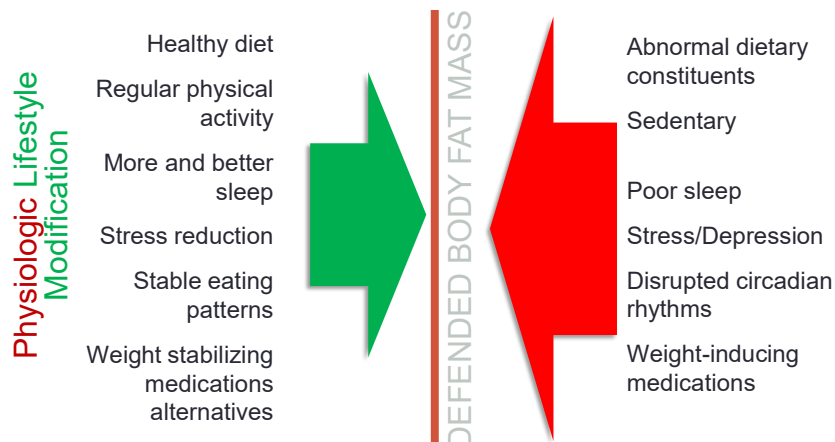 Physiologic Lifestyle
Modification
Healthy diet
Regular physical
activity
More and better
sleep
Stress reduction
Stable eating
patterns
Weight stabilizing
medications
alternatives
DEFENDED BODY FAT MASS
Abnormal dietary
constituents
Sedentary
Poor sleep
Stress/Depression
Disrupted circadian
rhythms
Weight-inducing
medications